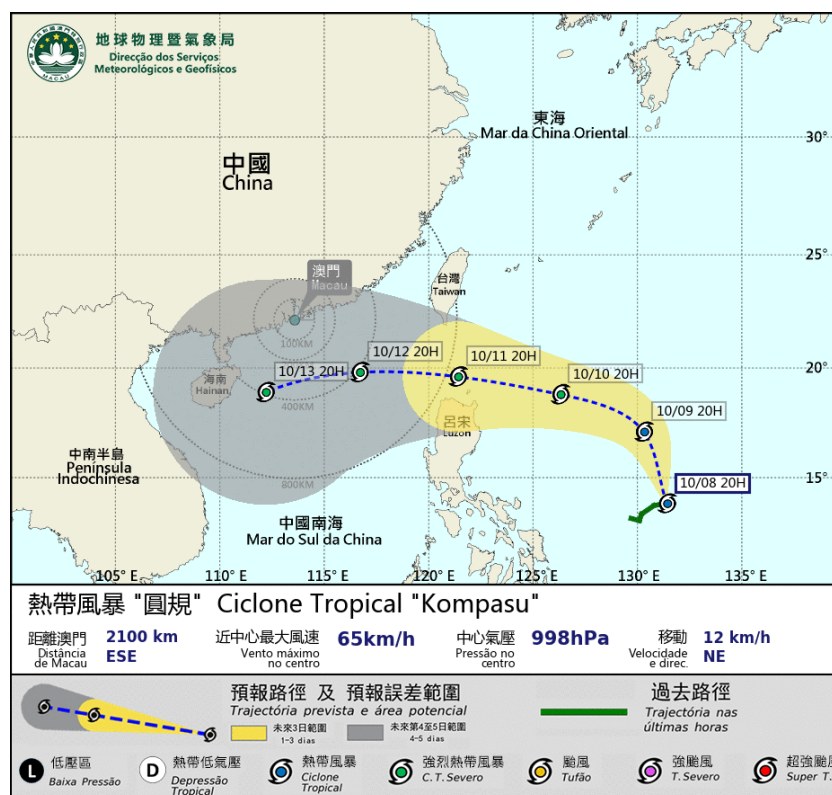 地球物理暨氣象局
Direcção dos Serviços
Meteorológicos e Geofísicos
MACAU
東海
Mar da China Oriental
30°
中國
China
25°
澳門
Macau
台灣
Taiwan
100KM
10/13 20H
10/12 20H
10/11 20H
10/10 20H
海南
Hainan
400KM
呂宋
Luzon
10/09 20H
中南半島
Península
Indochinesa
800KM
10/08 20H
15°
中國南海
Mar do Sul da China
105° E
110° E
115° E
120° E
125° E
130° E
135° E
熱帶風暴 "圓規" Ciclone Tropical "Kompasu"
距離澳門
Distância
de Macau
2100 km
ESE
近中心最大風速
Vento máximo
no centro
65km/h
中心氣壓
Pressão no
centro
998hPa
移動
Velocidade
e direc.
12 km/h
NE
預報路徑 及 預報誤差範圍
Trajectória prevista e área potencial
未來3日範圍
1-3 dias
未來第4至5日範圍
4-5 dias
過去路徑
Trajectória nas
últimas horas
L
低壓區
Baixa Pressão
D
熱帶低氣壓
Depressão
Tropical
熱帶風暴
Ciclone
Tropical
強烈熱帶風暴
C.T.Severo
颱風
Tufão
強颱風
T.Severo
超強颱風
Super T.